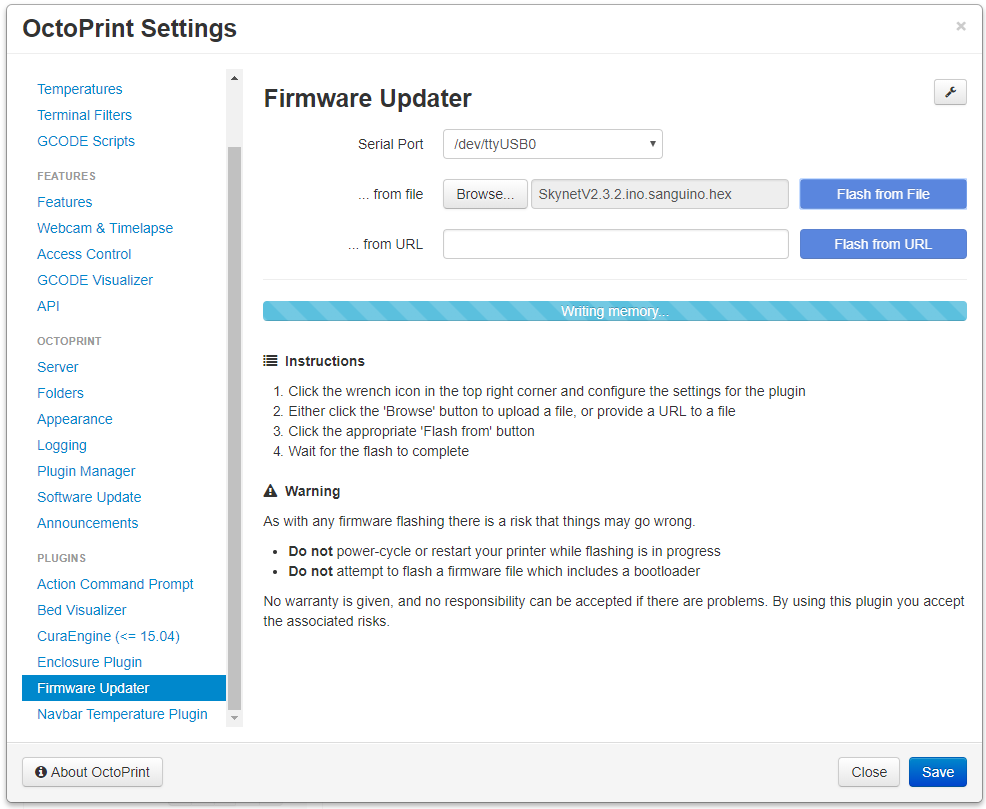 OctoPrint Settings
×
Temperatures
Terminal Filters
GCODE Scripts
FEATURES
Features
Webcam & Timelapse
Access Control
GCODE Visualizer
API
OCTOPRINT
Server
Folders
Appearance
Logging
Plugin Manager
Software Update
Announcements
PLUGINS
Action Command Prompt
Bed Visualizer
CuraEngine (<= 15.04)
Enclosure Plugin
Firmware Updater
Navbar Temperature Plugin
Firmware Updater
Serial Port /dev/ttyUSB0
... from file Browse... SkynetV2.3.2.ino.sanguino.hex Flash from File
... from URL Flash from URL
Writing memory...
Instructions
1. Click the wrench icon in the top right corner and configure the settings for the plugin
2. Either click the 'Browse' button to upload a file, or provide a URL to a file
3. Click the appropriate 'Flash from' button
4. Wait for the flash to complete
Warning
As with any firmware flashing there is a risk that things may go wrong.
• Do not power-cycle or restart your printer while flashing is in progress
• Do not attempt to flash a firmware file which includes a bootloader
No warranty is given, and no responsibility can be accepted if there are problems. By using this plugin you accept
the associated risks.
About OctoPrint
Close
Save